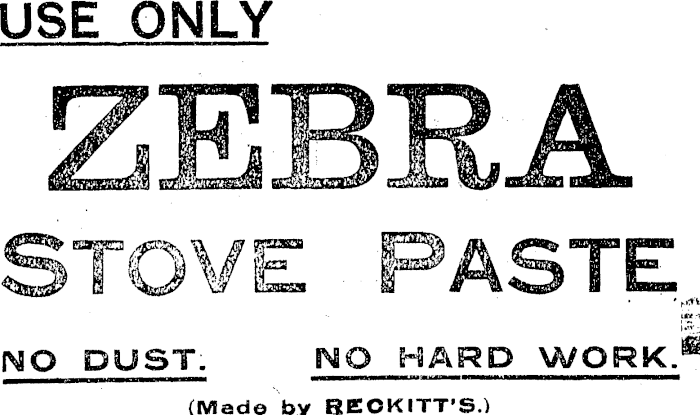 USE ONLY
ZEBRA
STOVE PASTE
NO DUST. NO HARD WORK.
(Made by RECKITT'S.)